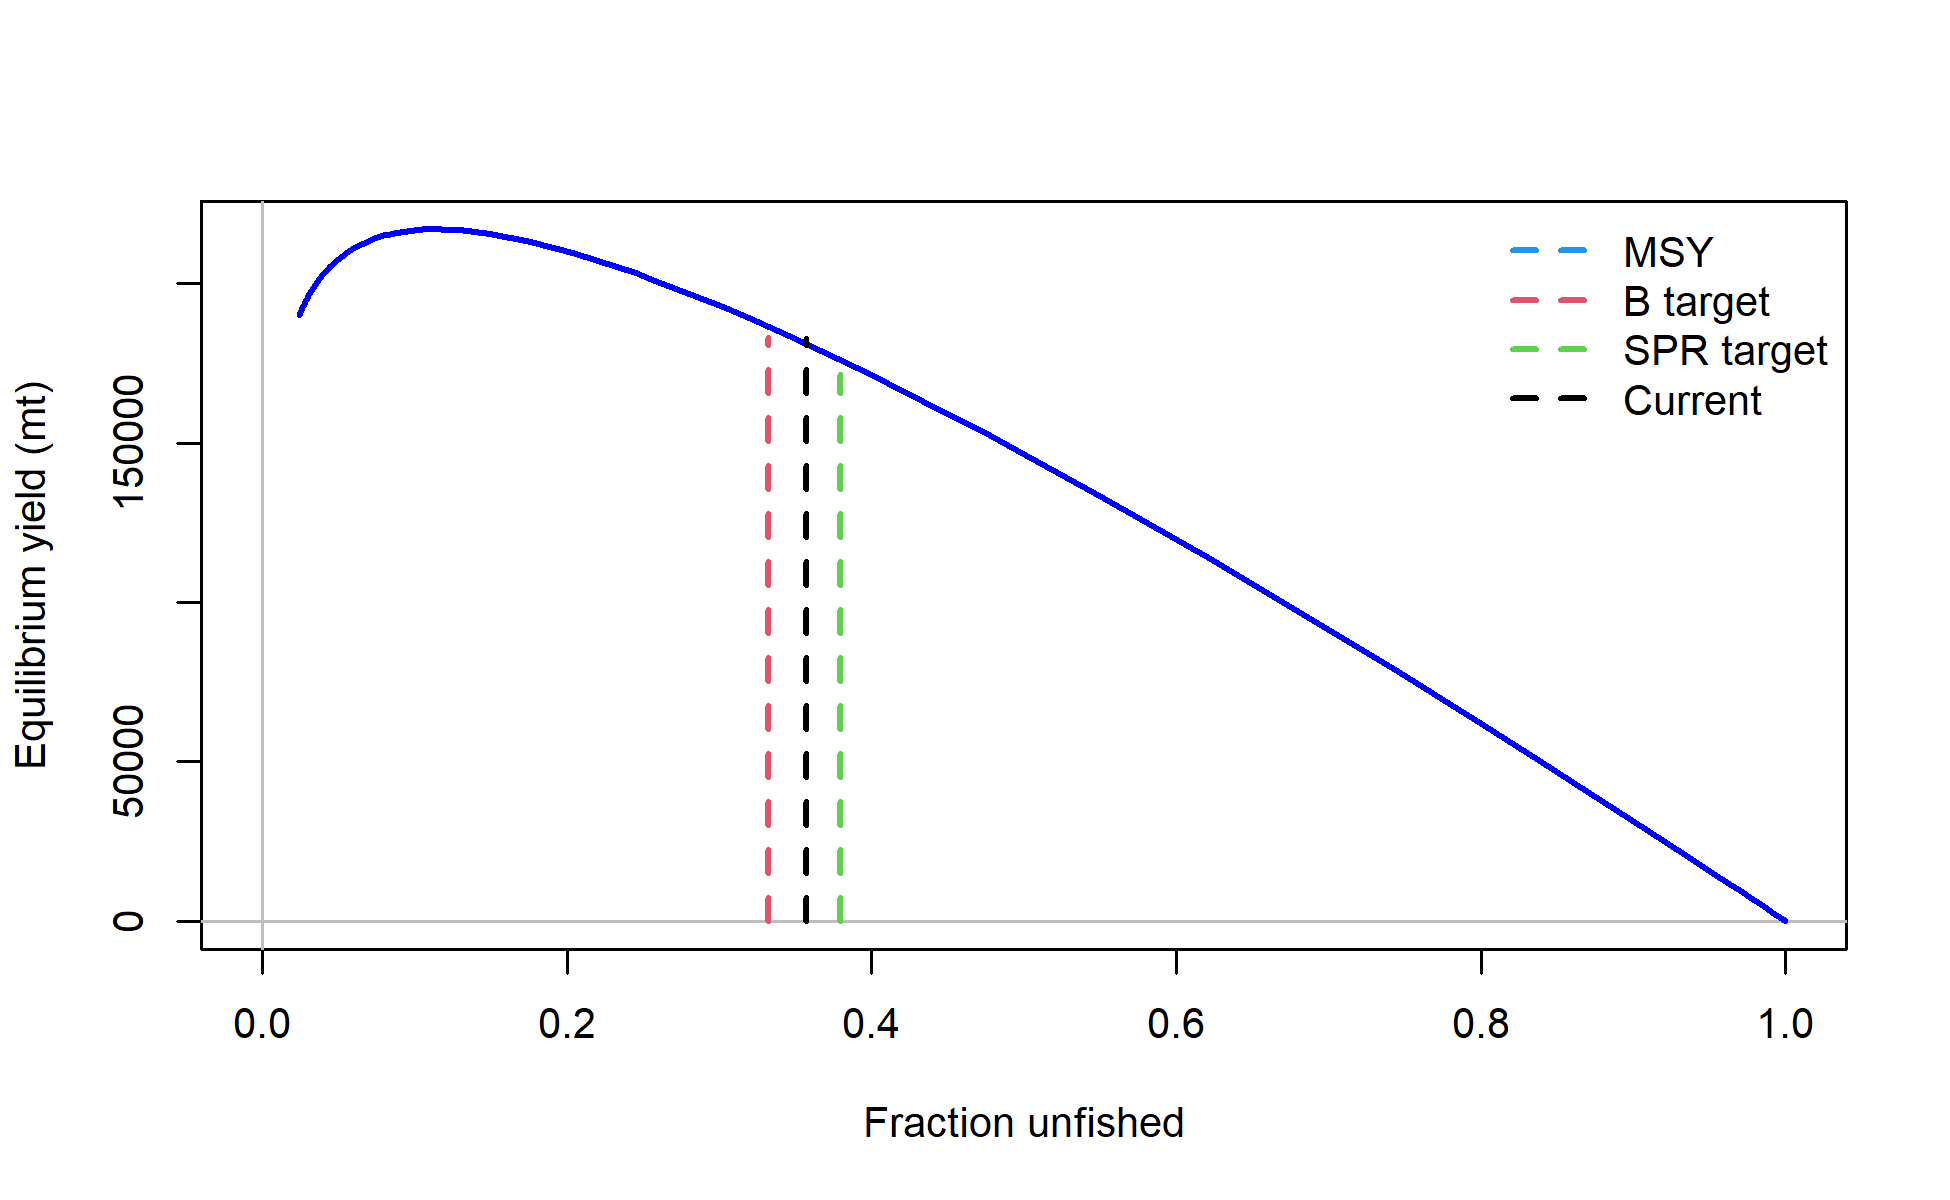 MSY
B target
SPR target
Current
Equilibrium yield (mt)
150000
50000
0
0.0 0.2 0.4 0.6 0.8 1.0
Fraction unfished